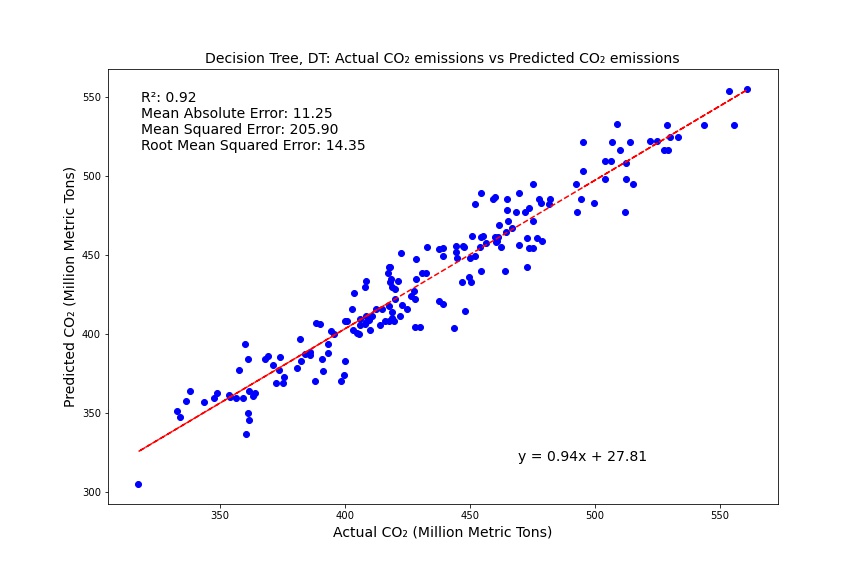 Decision Tree, DT: Actual CO₂ emissions vs Predicted CO₂ emissions
R²: 0.92
Mean Absolute Error: 11.25
Mean Squared Error: 205.90
Root Mean Squared Error: 14.35
Predicted CO₂ (Million Metric Tons)
550
500
450
400
350
300
y = 0.94x + 27.81
350 400 450 500 550
Actual CO₂ (Million Metric Tons)